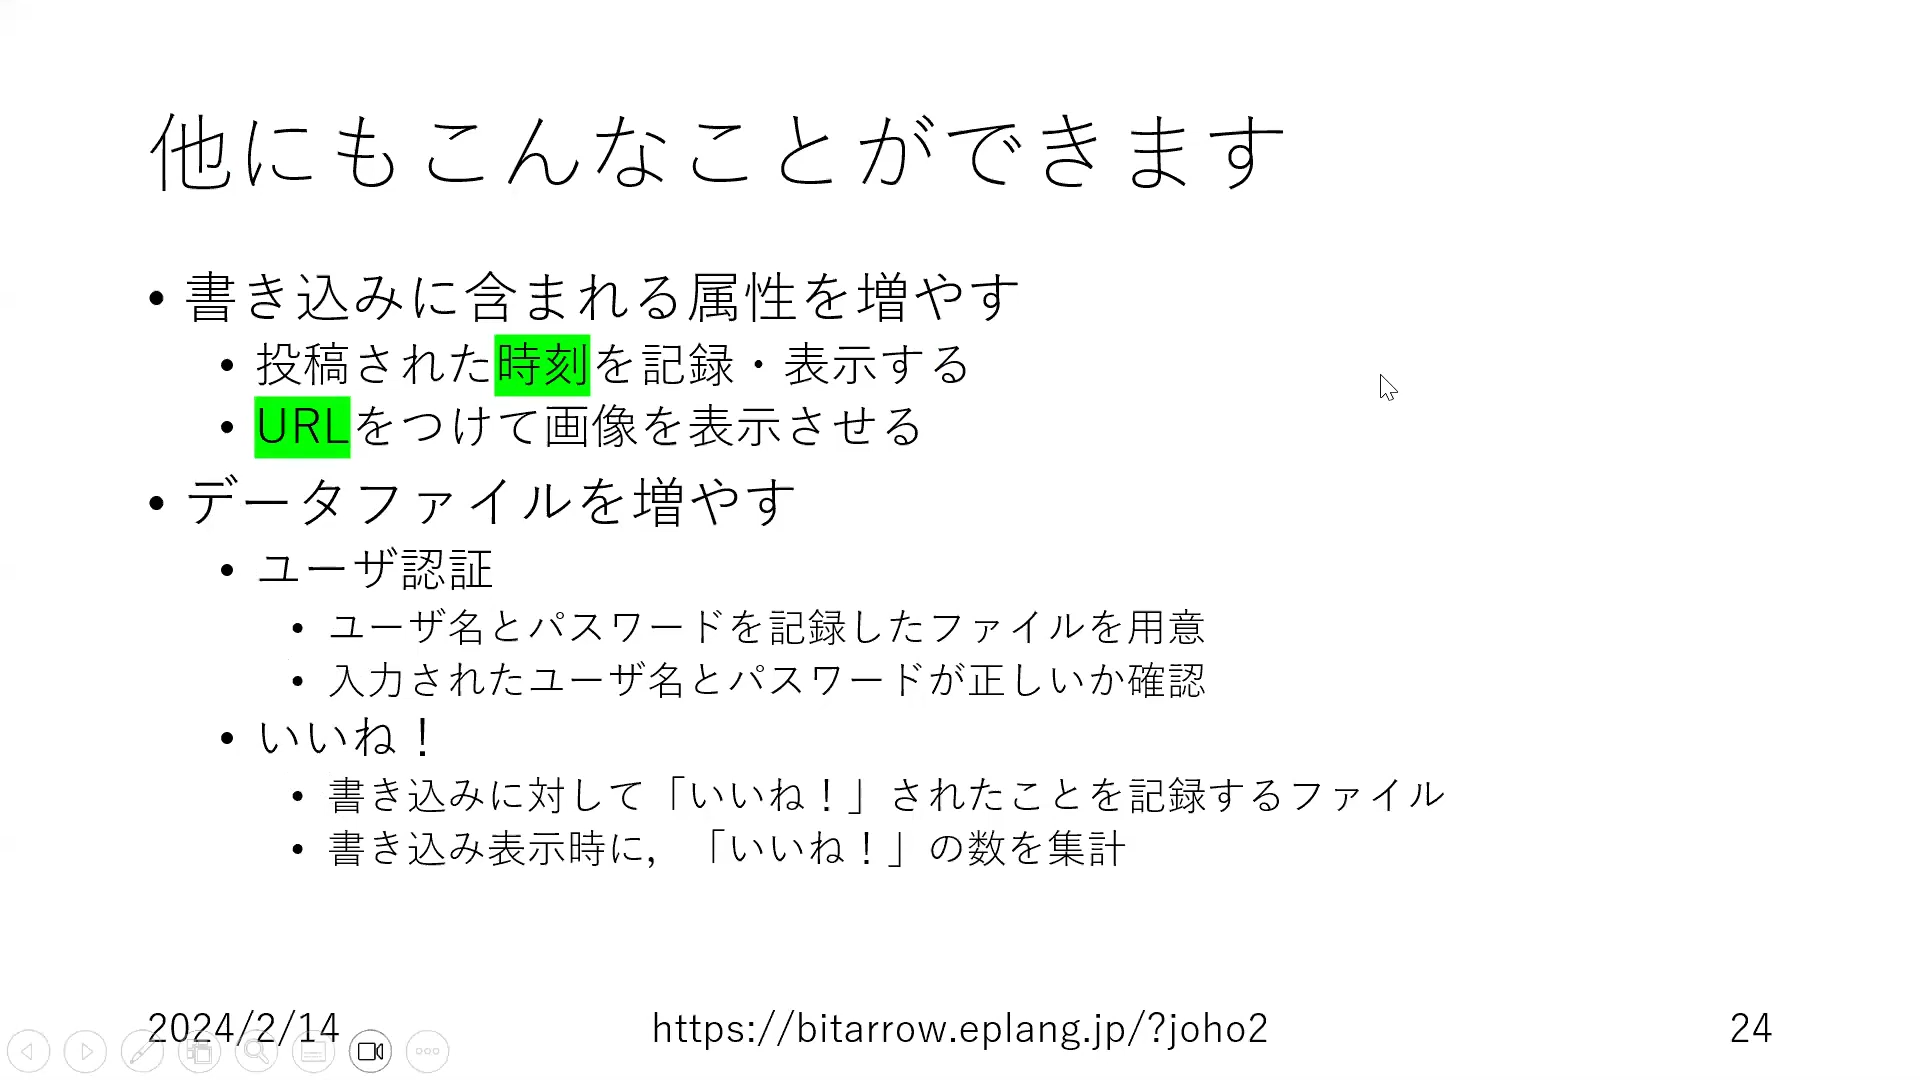 他にもこんなことができます
• 書き込みに含まれる属性を増やす
• 投稿された時刻を記録・表示する
• URLをつけて画像を表示させる
• データファイルを増やす
• ユーザ認証
• ユーザ名とパスワードを記録したファイルを用意
• 入力されたユーザ名とパスワードが正しいか確認
• いいね！
• 書き込みに対して「いいね！」されたことを記録するファイル
• 書き込み表示時に，「いいね！」の数を集計
2024/2/14
https://bitarrow.eplang.jp/?joho2
24